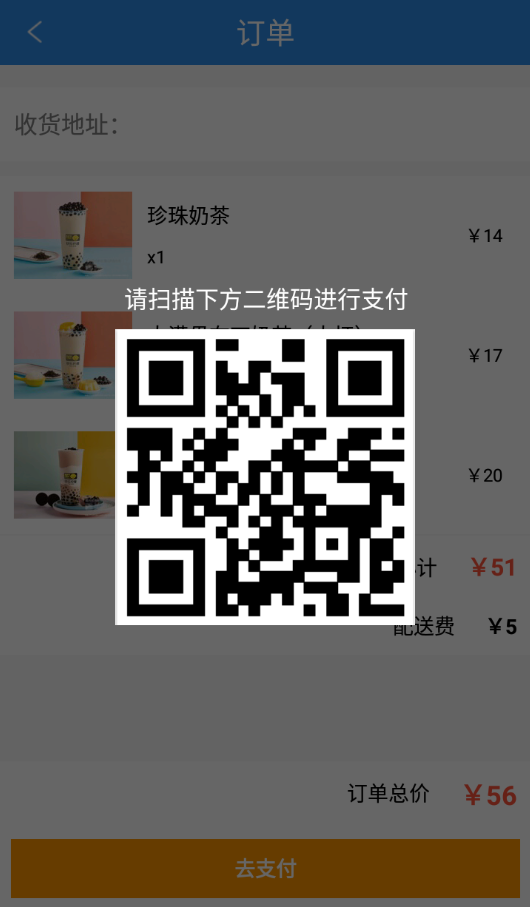 订单
收货地址：
珍珠奶茶
￥14
x1
请扫描下方二维码进行支付
￥17
￥20
计
￥51
配送费
￥5
订单总价
￥56
去支付